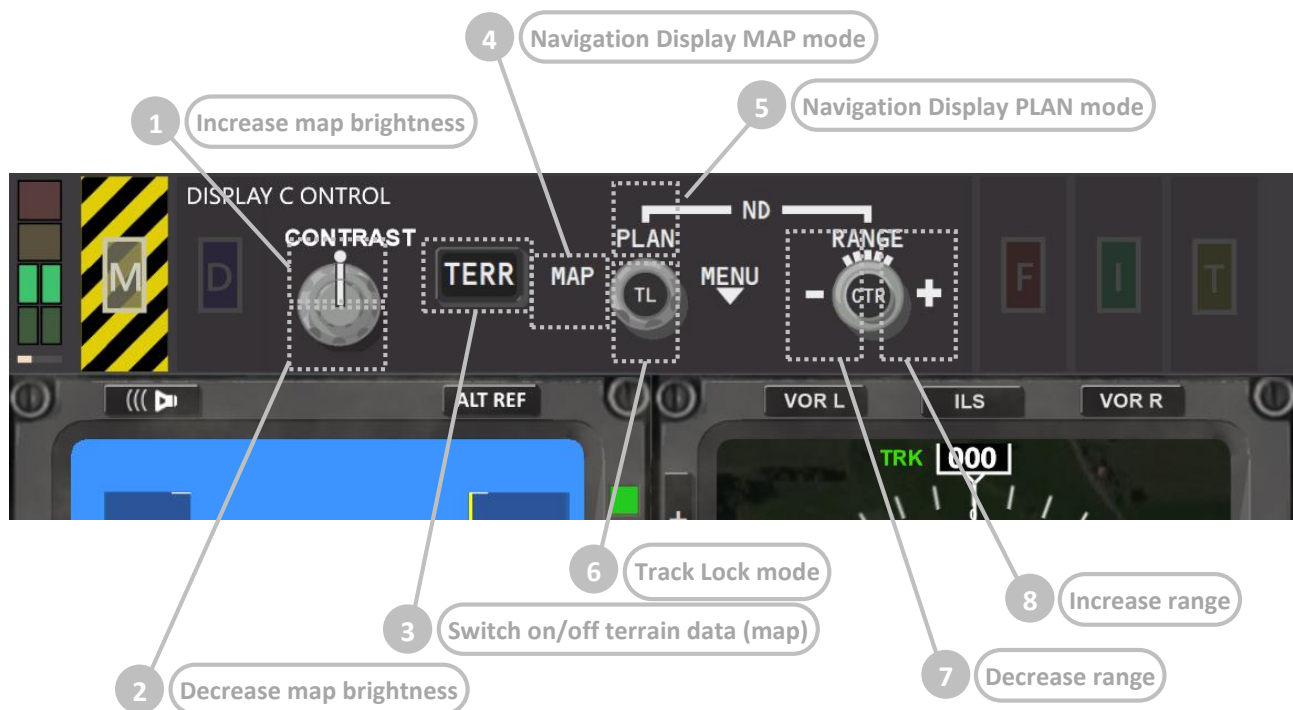 4 Navigation Display MAP mode
5 Navigation Display PLAN mode
1 Increase map brightness
DISPLAY C ONTROL
CONTRAST
TERR
MAP
PLAN
ND
RANGE
TL
MENU
-
CTR
+
M
D
F
I
T
ALT REF
VOR L
ILS
VOR R
TRK 000
+
6 Track Lock mode
8 Increase range
3 Switch on/off terrain data (map)
7 Decrease range
2 Decrease map brightness